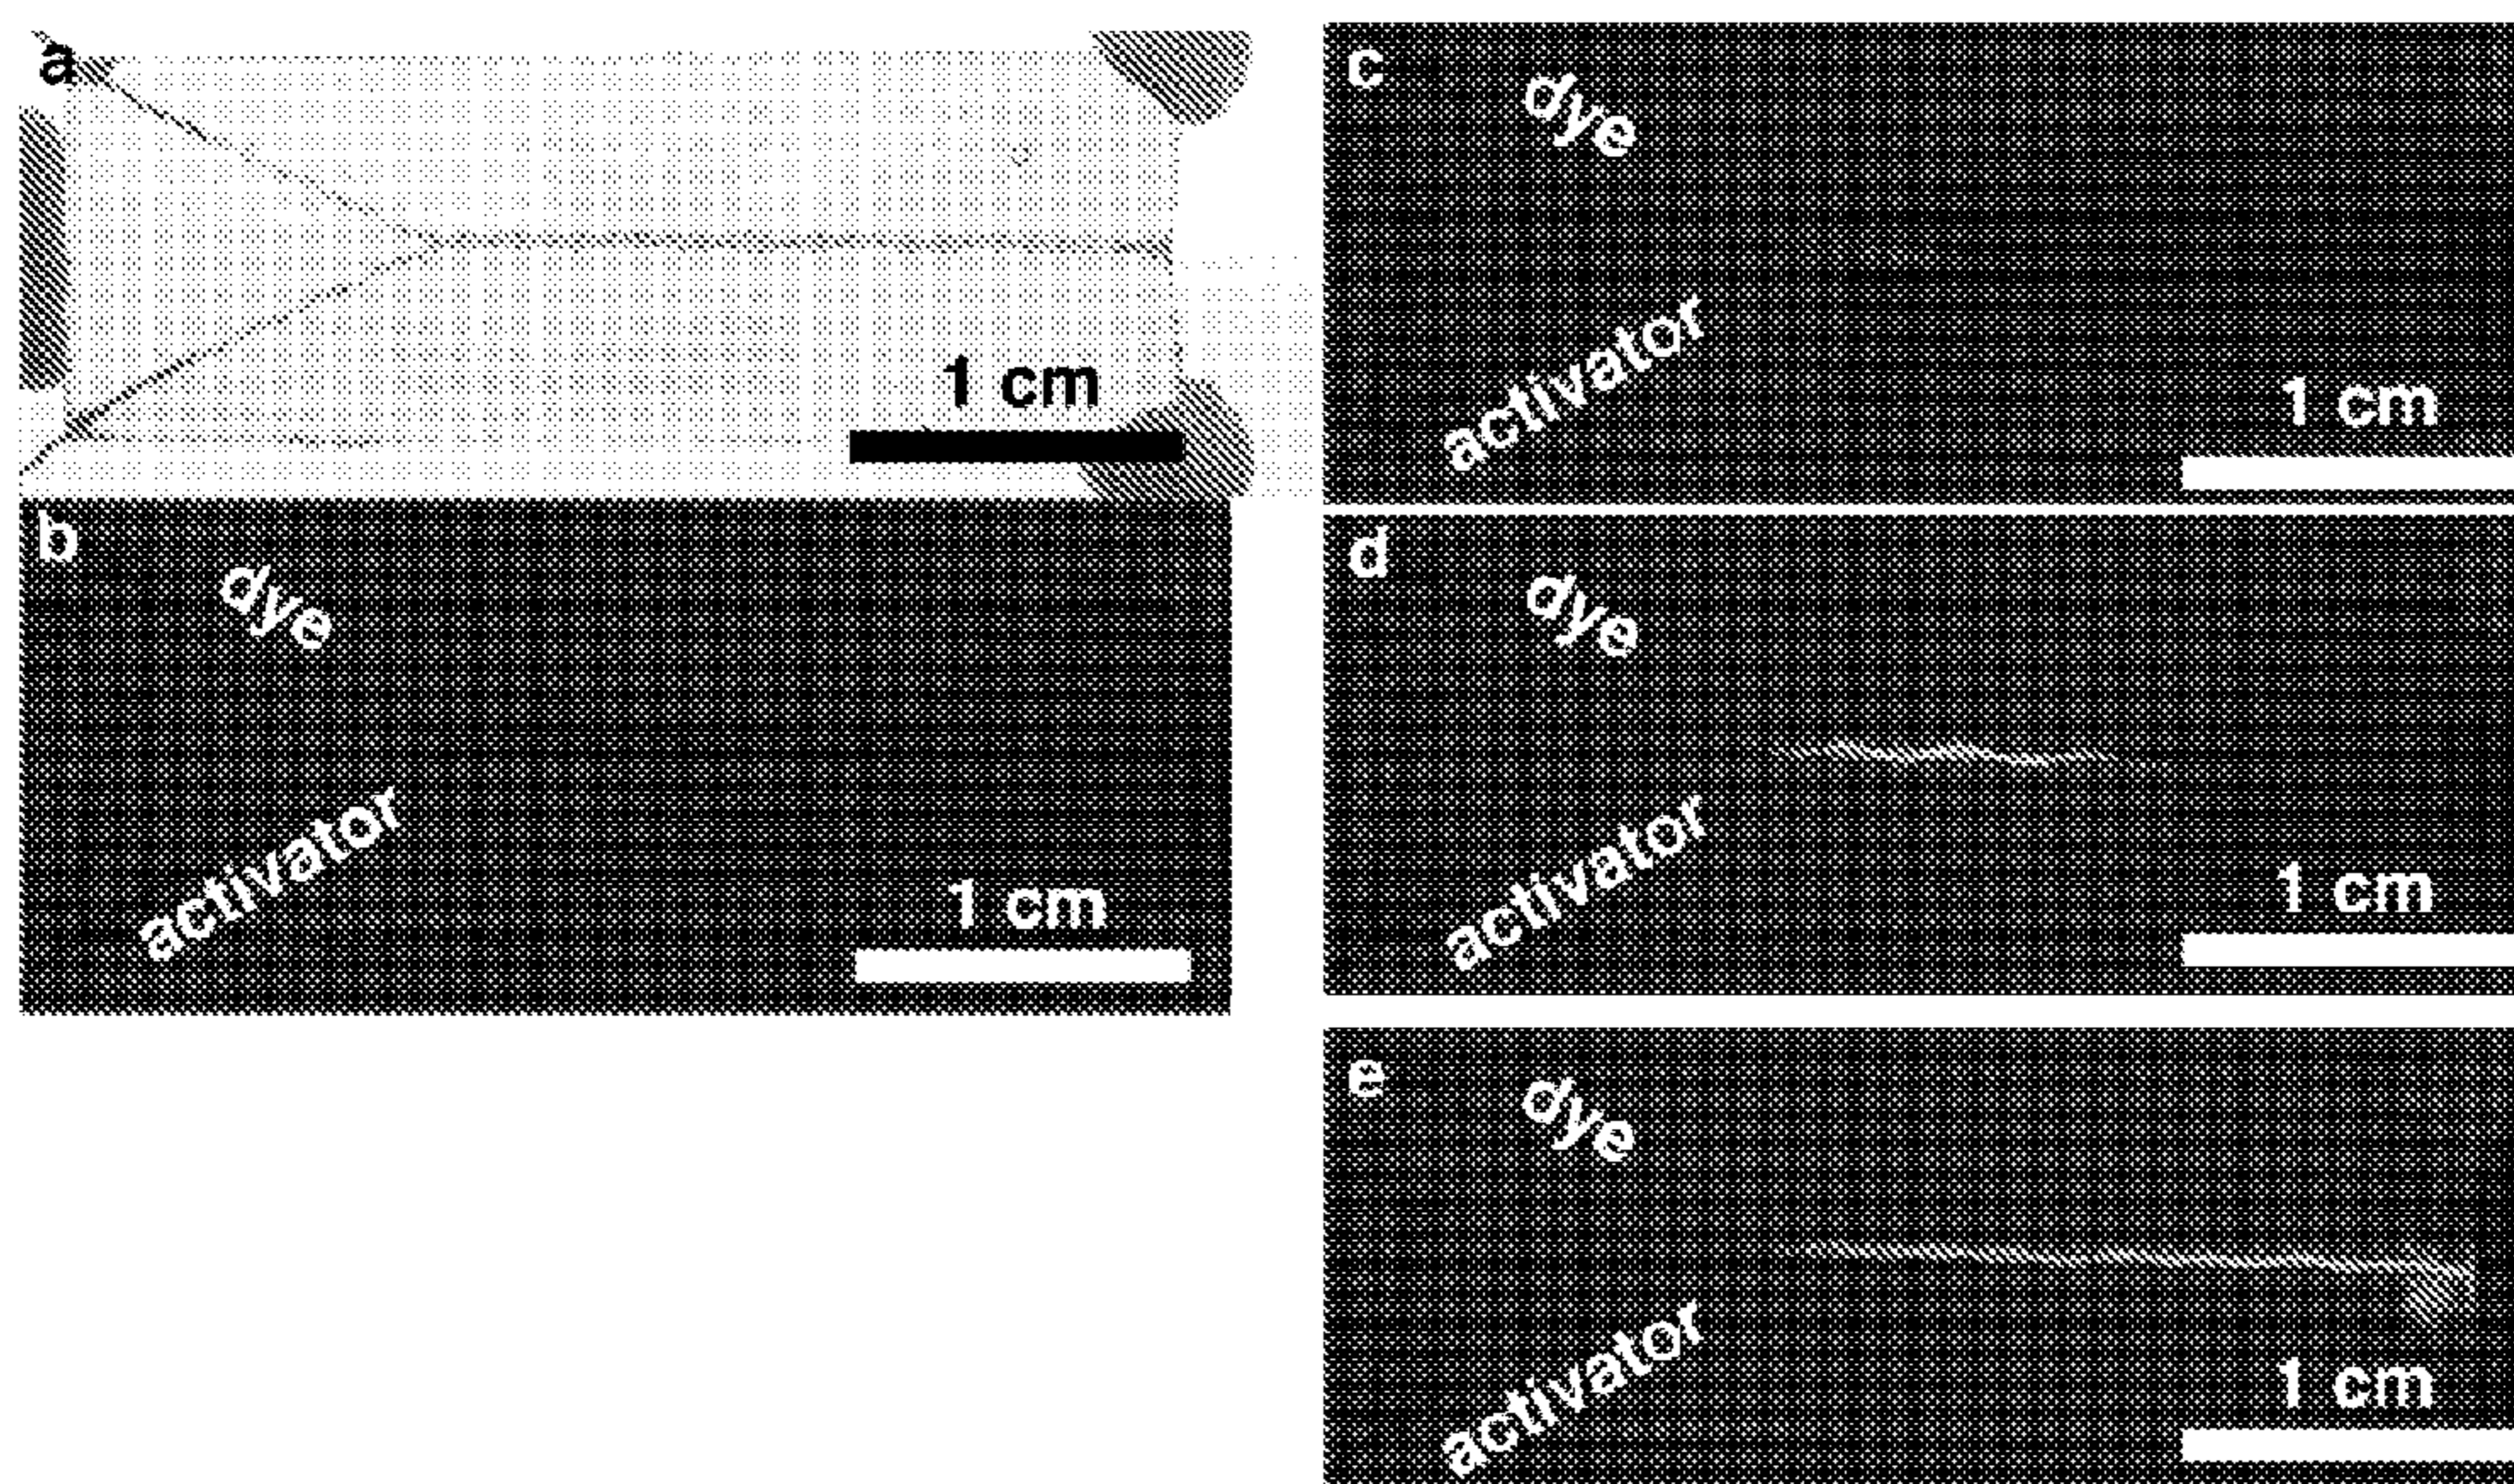 a
1 cm
b
dye
activator
1 cm
c
dye
activator
1 cm
d
dye
activator
1 cm
e
dye
activator
1 cm